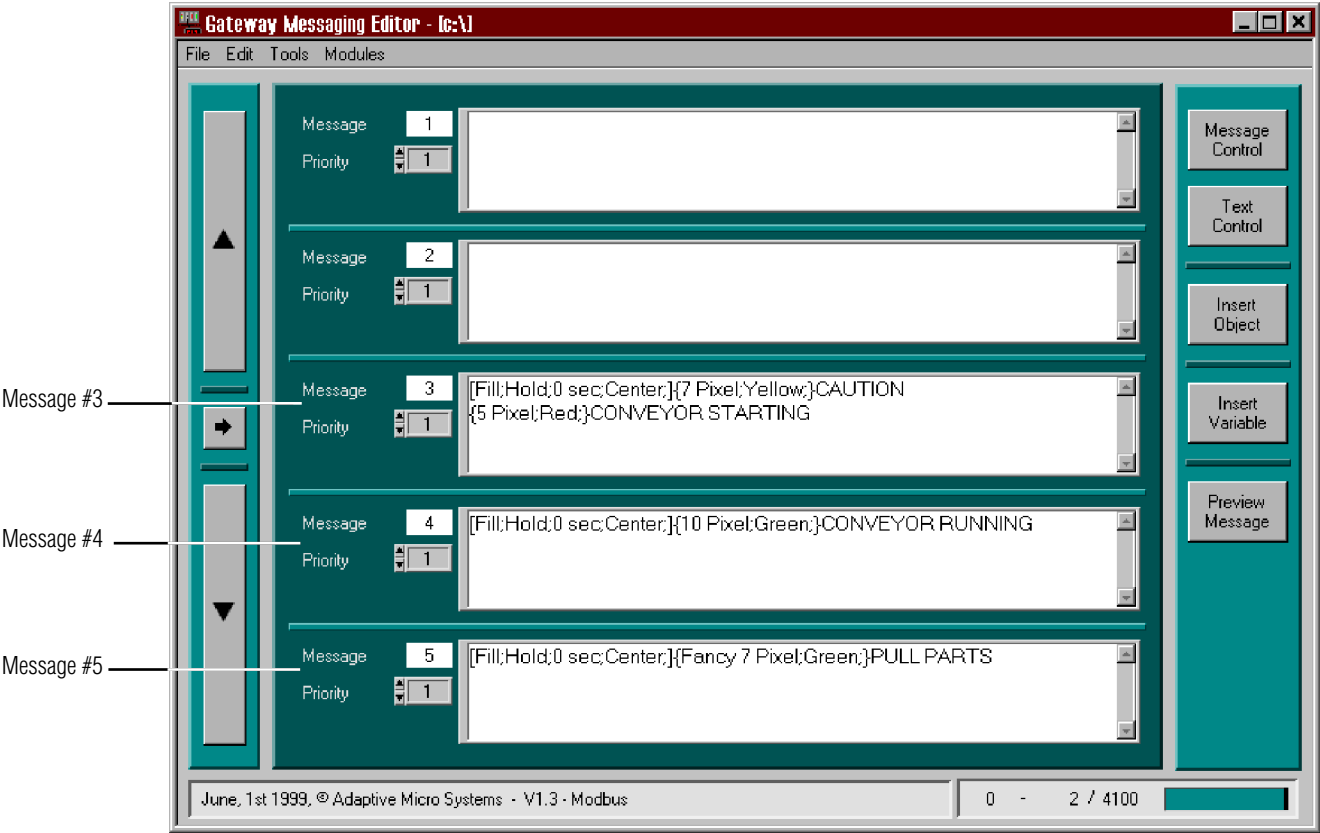 Gateway Messaging Editor - [c:\]
File Edit Tools Modules
Message 1
Priority 1
Message 2
Priority 1
Message #3
Message 3
Priority 1
[Fill;Hold;0 sec;Center;]{7 Pixel;Yellow;}CAUTION
{5 Pixel;Red;}CONVEYOR STARTING
Message #4
Message 4
Priority 1
[Fill;Hold;0 sec;Center;]{10 Pixel;Green;}CONVEYOR RUNNING
Message #5
Message 5
Priority 1
[Fill;Hold;0 sec;Center;]{Fancy 7 Pixel;Green;}PULL PARTS
Message
Control
Text
Control
Insert
Object
Insert
Variable
Preview
Message
June, 1st 1999, © Adaptive Micro Systems - V1.3 - Modbus
0 - 2 / 4100